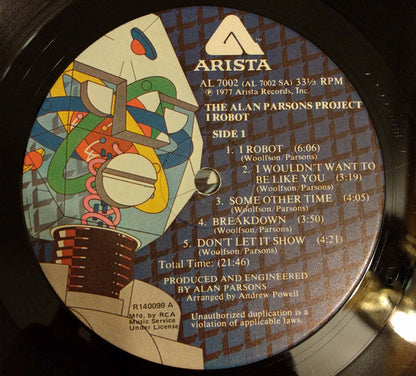 ARISTA
TM
AL 7002 (AL 7002 SA) 33⅓ RPM
℗ 1977 Arista Records, Inc.
THE ALAN PARSONS PROJECT
I ROBOT
SIDE 1
1. I ROBOT (6:06)
(Woolfson/Parsons)
2. I WOULDN'T WANT TO
BE LIKE YOU (3:19)
(Woolfson/Parsons)
3. SOME OTHER TIME (4:05)
(Woolfson/Parsons)
4. BREAKDOWN (3:50)
(Woolfson/Parsons)
5. DON'T LET IT SHOW (4:21)
(Woolfson/Parsons)
Total Time: (21:46)
PRODUCED AND ENGINEERED
BY ALAN PARSONS
Arranged by Andrew Powell
Unauthorized duplication is a
violation of applicable laws.
R140099 A
Mfd. by RCA
Music Service
Under License